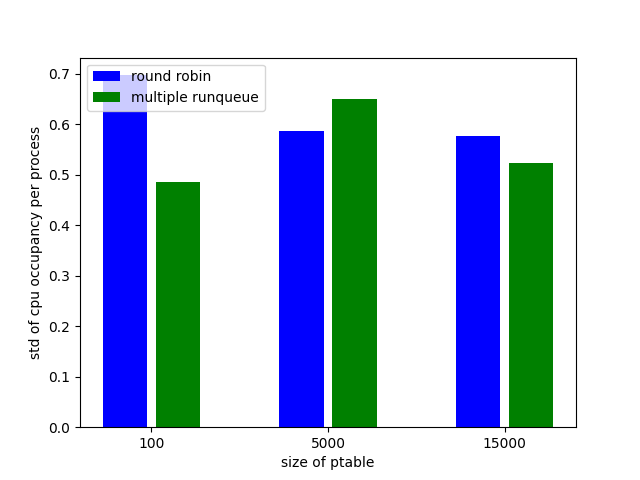 round robin
multiple runqueue
std of cpu occupancy per process
0.7
0.6
0.5
0.4
0.3
0.2
0.1
0.0
100 5000 15000
size of ptable